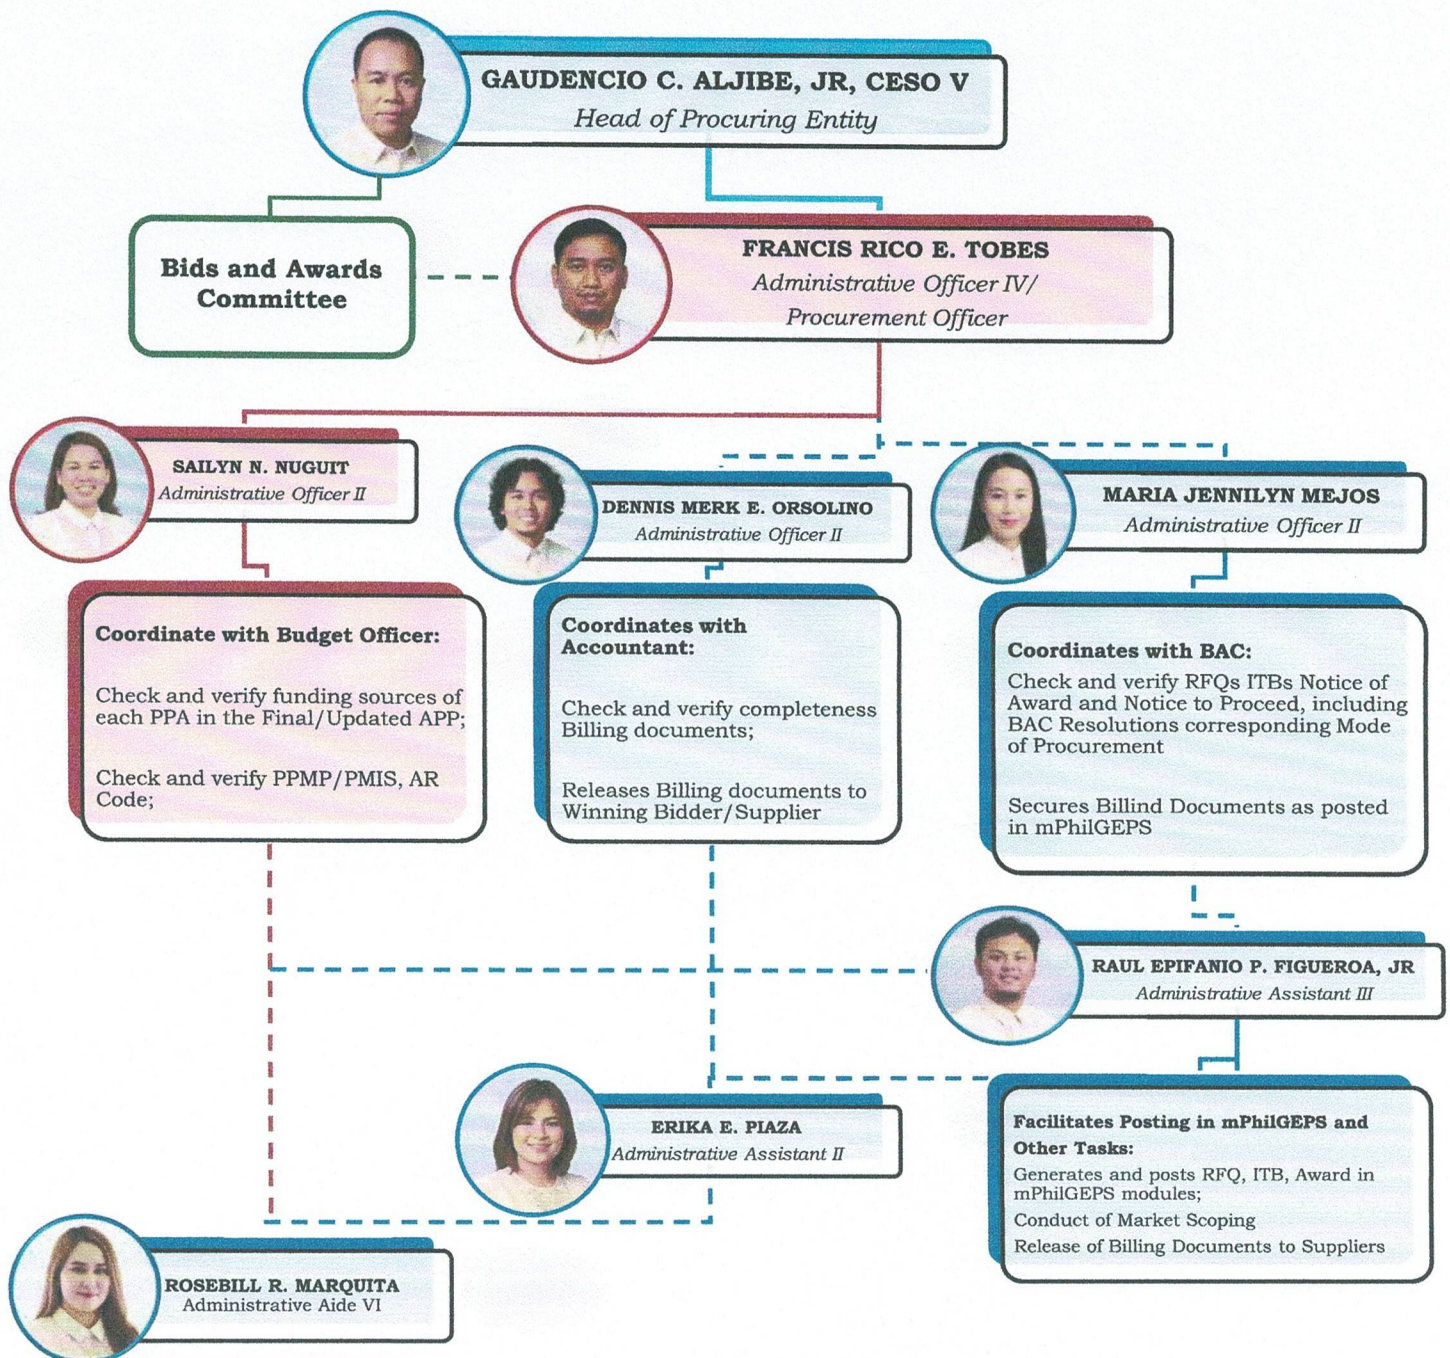 GAUDENCIO C. ALJIBE, JR, CESO V
Head of Procuring Entity
Bids and Awards
Committee
FRANCIS RICO E. TOBES
Administrative Officer IV/
Procurement Officer
SAILYN N. NUGUIT
Administrative Officer II
DENNIS MERK E. ORSOLINO
Administrative Officer II
MARIA JENNILYN MEJOS
Administrative Officer II
Coordinate with Budget Officer:
Check and verify funding sources of
each PPA in the Final/Updated APP;
Check and verify PPMP/PMIS, AR
Code;
Coordinates with
Accountant:
Check and verify completeness
Billing documents;
Releases Billing documents to
Winning Bidder/Supplier
Coordinates with BAC:
Check and verify RFQs ITBs Notice of
Award and Notice to Proceed, including
BAC Resolutions corresponding Mode
of Procurement
Secures Billind Documents as posted
in mPhilGEPS
RAUL EPIFANIO P. FIGUEROA, JR
Administrative Assistant III
ERIKA E. PIAZA
Administrative Assistant II
Facilitates Posting in mPhilGEPS and
Other Tasks:
Generates and posts RFQ, ITB, Award in
mPhilGEPS modules;
Conduct of Market Scoping
Release of Billing Documents to Suppliers
ROSEBILL R. MARQUITA
Administrative Aide VI